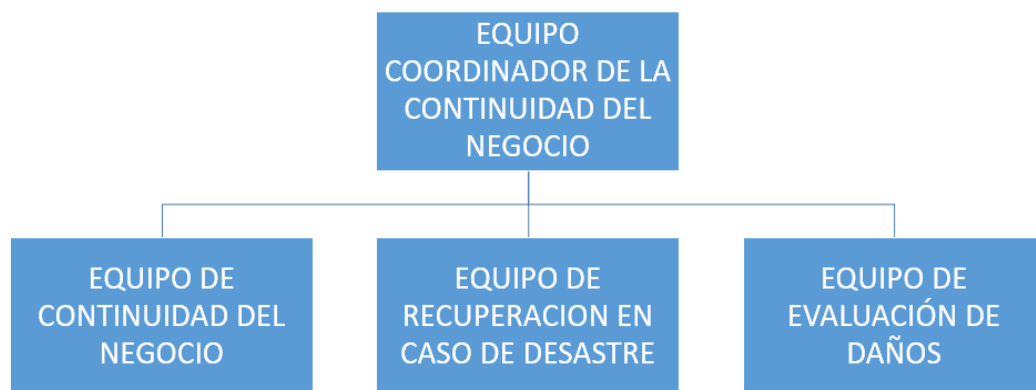 EQUIPO
COORDINADOR DE LA
CONTINUIDAD DEL
NEGOCIO
EQUIPO DE
CONTINUIDAD DEL
NEGOCIO
EQUIPO DE
RECUPERACION EN
CASO DE DESASTRE
EQUIPO DE
EVALUACIÓN DE
DAÑOS